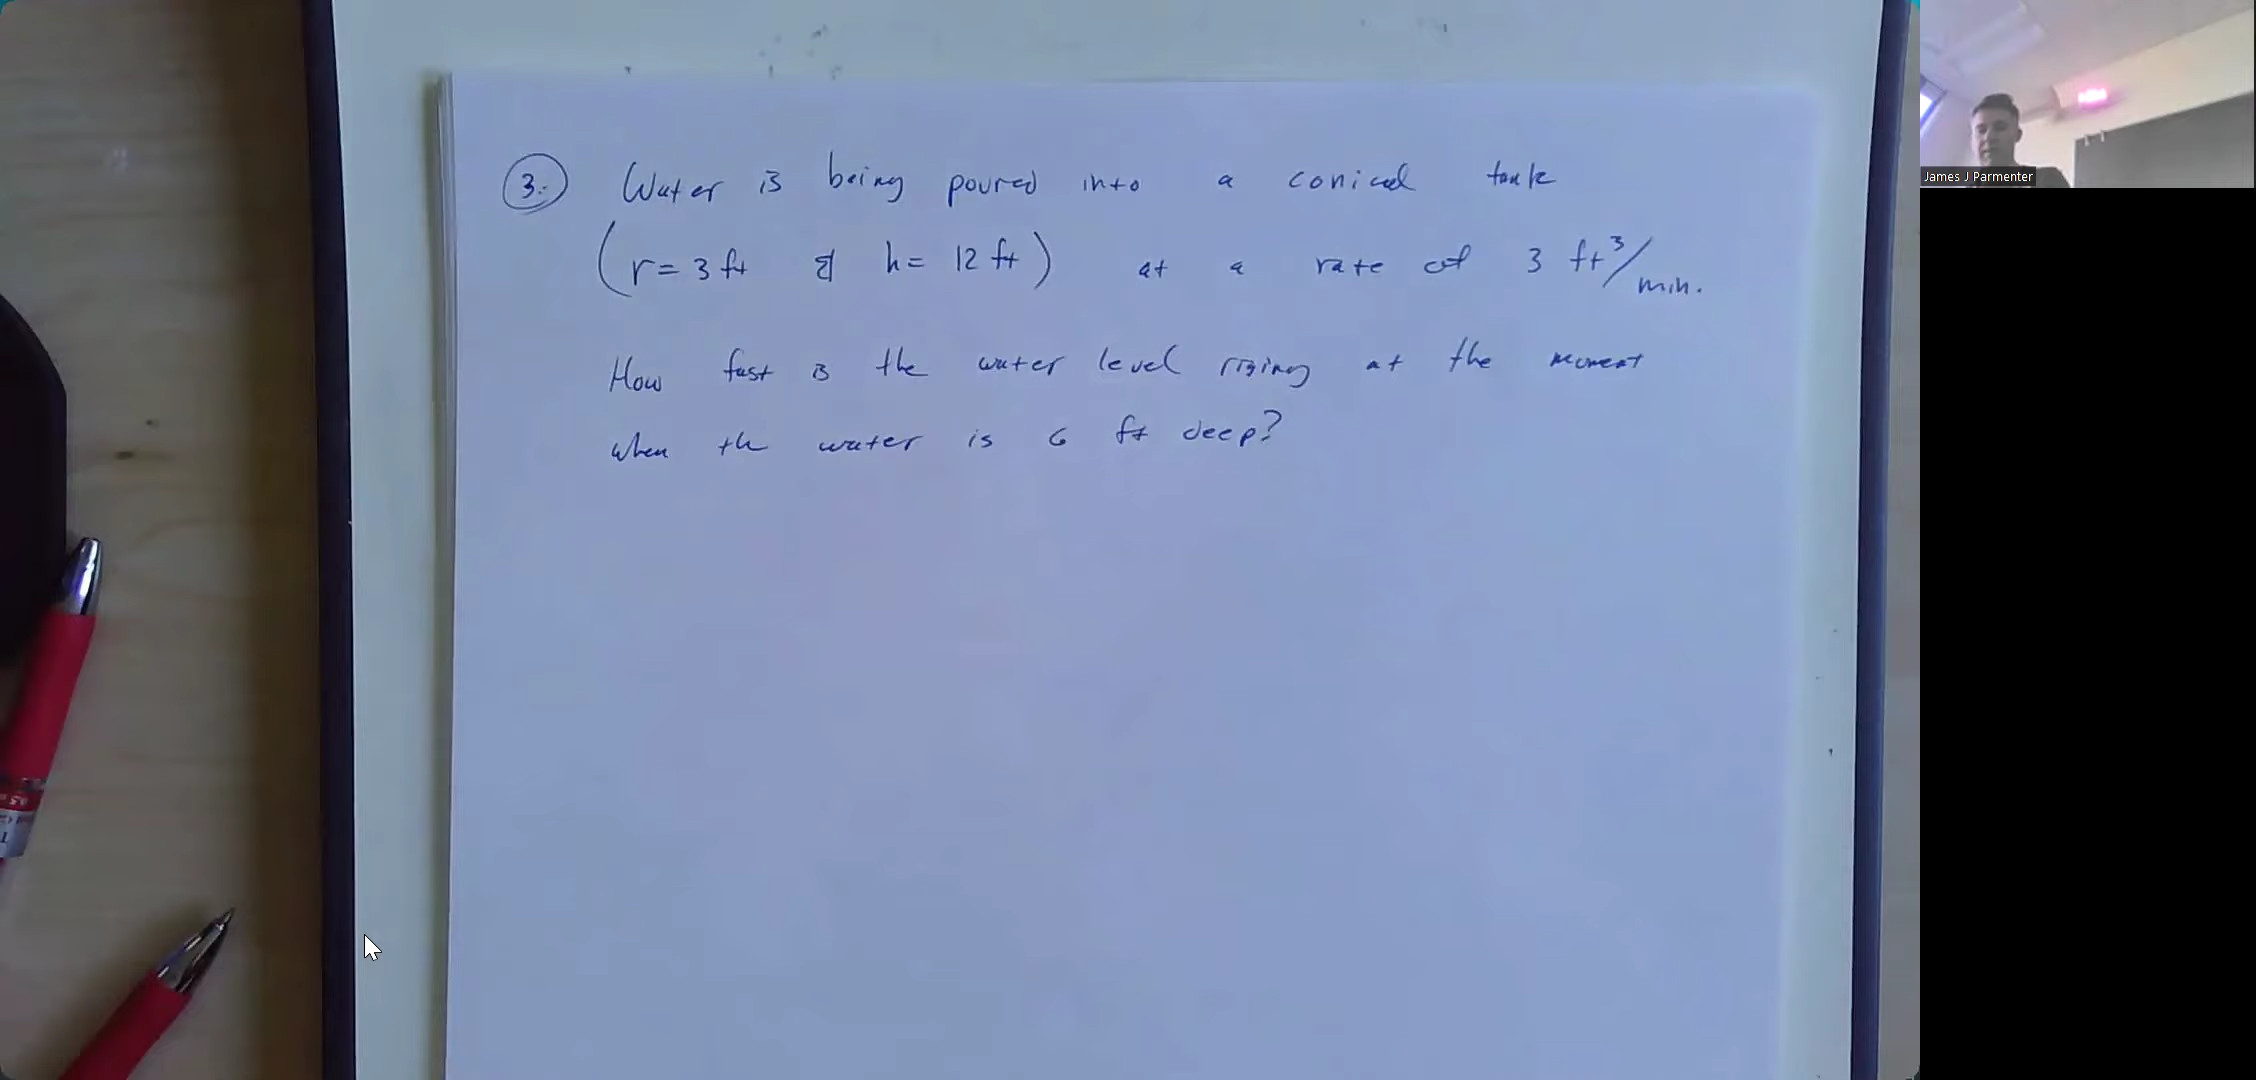 3. Water is being poured into a conical tank
(r = 3 ft & h = 12 ft) at a rate of 3 ft³/min.
How fast is the water level rising at the moment
when the water is 6 ft deep?
James J Parmenter